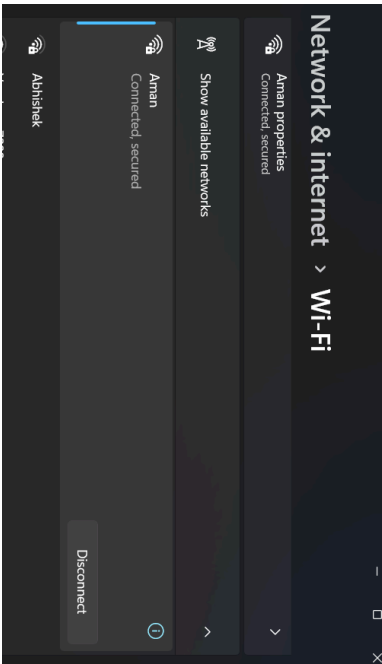 Network & internet > Wi-Fi
Aman properties
Connected, secured
Show available networks
Aman
Connected, secured
Disconnect
Abhishek